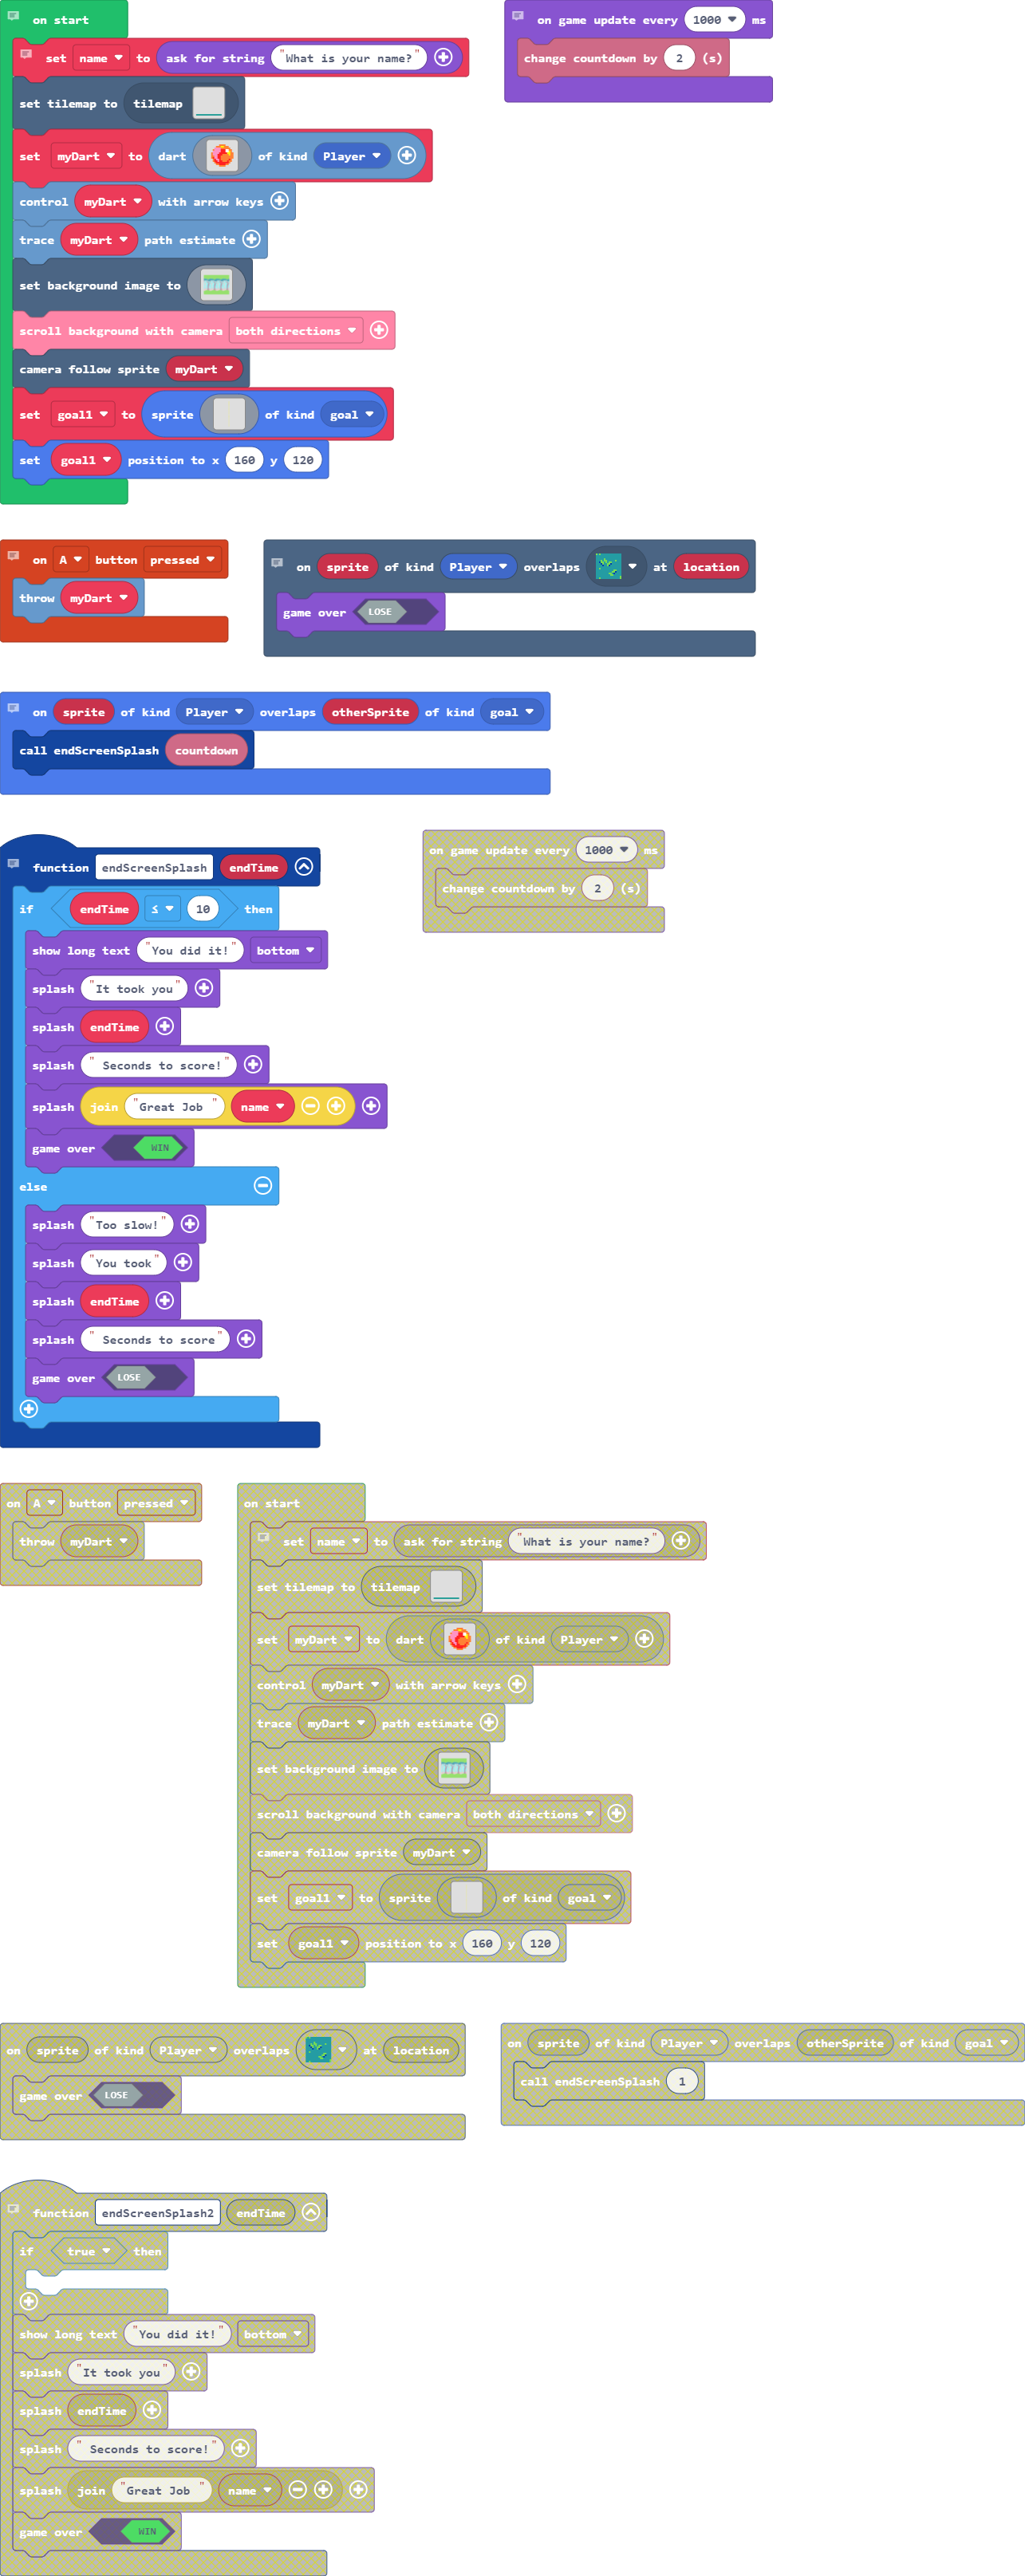 on start
set name to ask for string "What is your name?"
set tilemap to tilemap
set myDart to dart of kind Player
control myDart with arrow keys
trace myDart path estimate
set background image to
scroll background with camera both directions
camera follow sprite myDart
set goal1 to sprite of kind goal
set goal1 position to x 160 y 120
on game update every 1000 ms
change countdown by 2 (s)
on A button pressed
throw myDart
on sprite of kind Player overlaps at location
game over LOSE
on sprite of kind Player overlaps otherSprite of kind goal
call endScreenSplash countdown
function endScreenSplash endTime
if endTime ≤ 10 then
show long text "You did it!" bottom
splash "It took you"
splash endTime
splash " Seconds to score!"
splash join "Great Job " name
game over WIN
else
splash "Too slow!"
splash "You took"
splash endTime
splash " Seconds to score"
game over LOSE
on game update every 1000 ms
change countdown by 2 (s)
on A button pressed
throw myDart
on start
set name to ask for string "What is your name?"
set tilemap to tilemap
set myDart to dart of kind Player
control myDart with arrow keys
trace myDart path estimate
set background image to
scroll background with camera both directions
camera follow sprite myDart
set goal1 to sprite of kind goal
set goal1 position to x 160 y 120
on sprite of kind Player overlaps at location
game over LOSE
on sprite of kind Player overlaps otherSprite of kind goal
call endScreenSplash 1
function endScreenSplash2 endTime
if true then
show long text "You did it!" bottom
splash "It took you"
splash endTime
splash " Seconds to score!"
splash join "Great Job " name
game over WIN